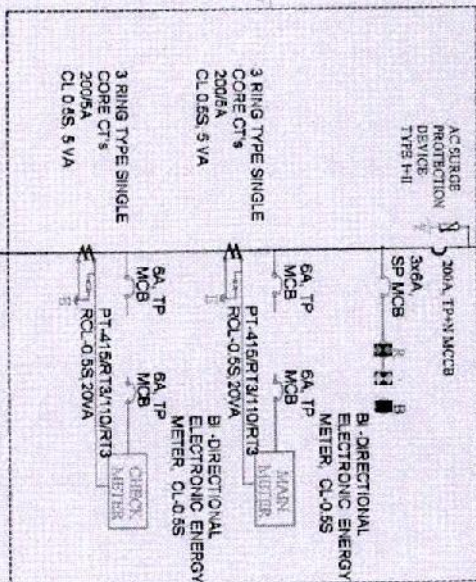 AC SURGE
PROTECTION
DEVICE
TYPE I+II
200A, TP+N MCCB
3x6A,
SP MCB
R
Y
B
3 RING TYPE SINGLE
CORE CT's
200/5A
CL 0.5S, 5 VA
6A, TP
MCB
6A, TP
MCB
PT-415/RT3/110/RT3
RCL-0.5S, 20VA
BI -DIRECTIONAL
ELECTRONIC ENERGY
METER, CL-0.5S
MAIN
METER
3 RING TYPE SINGLE
CORE CT's
200/5A
CL 0.5S, 5 VA
6A, TP
MCB
6A, TP
MCB
PT-415/RT3/110/RT3
RCL-0.5S, 20VA
BI -DIRECTIONAL
ELECTRONIC ENERGY
METER, CL-0.5S
CHECK
METER